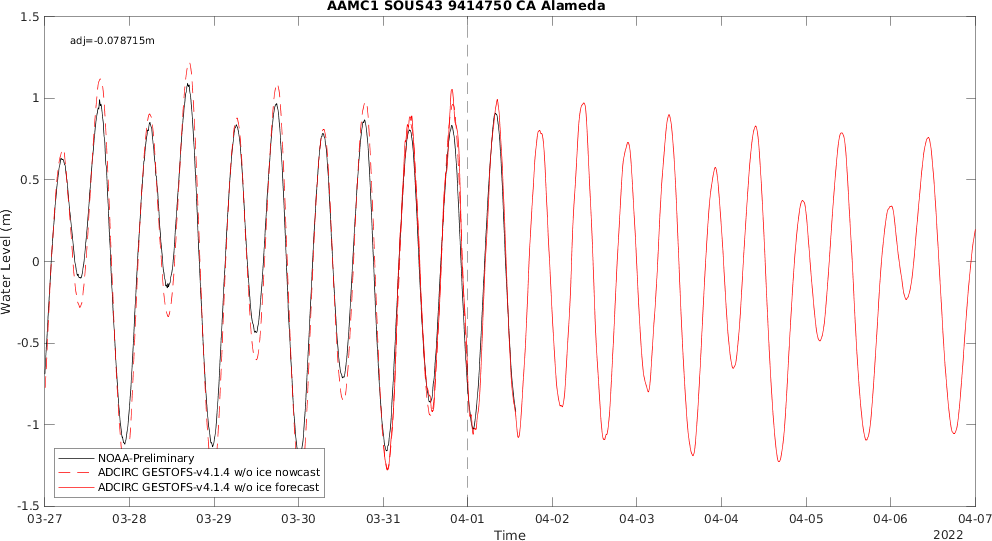 AAMC1 SOUS43 9414750 CA Alameda
adj=-0.078715m
1.5
1
0.5
0
-0.5
-1
-1.5
Water Level (m)
NOAA-Preliminary
ADCIRC GESTOFS-v4.1.4 w/o ice nowcast
ADCIRC GESTOFS-v4.1.4 w/o ice forecast
03-27 03-28 03-29 03-30 03-31 04-01 04-02 04-03 04-04 04-05 04-06 04-07
Time
2022